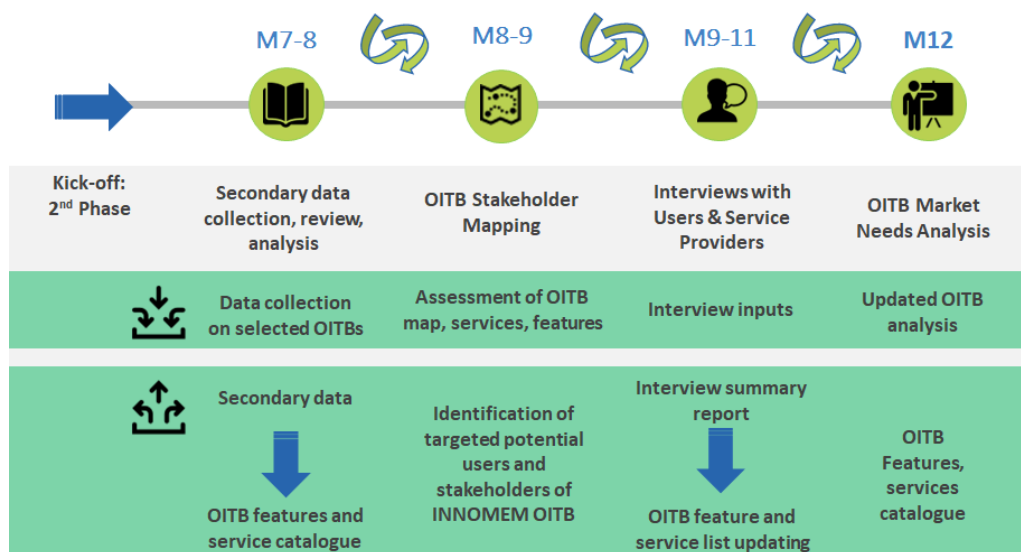 M7-8
M8-9
M9-11
M12
Kick-off:
2nd Phase
Secondary data
collection, review,
analysis
OITB Stakeholder
Mapping
Interviews with
Users & Service
Providers
OITB Market
Needs Analysis
Data collection
on selected OITBs
Assessment of OITB
map, services, features
Interview inputs
Updated OITB
analysis
Secondary data
OITB features and
service catalogue
Identification of
targeted potential
users and
stakeholders of
INNOMEM OITB
Interview summary
report
OITB feature and
service list updating
OITB
Features,
services
catalogue